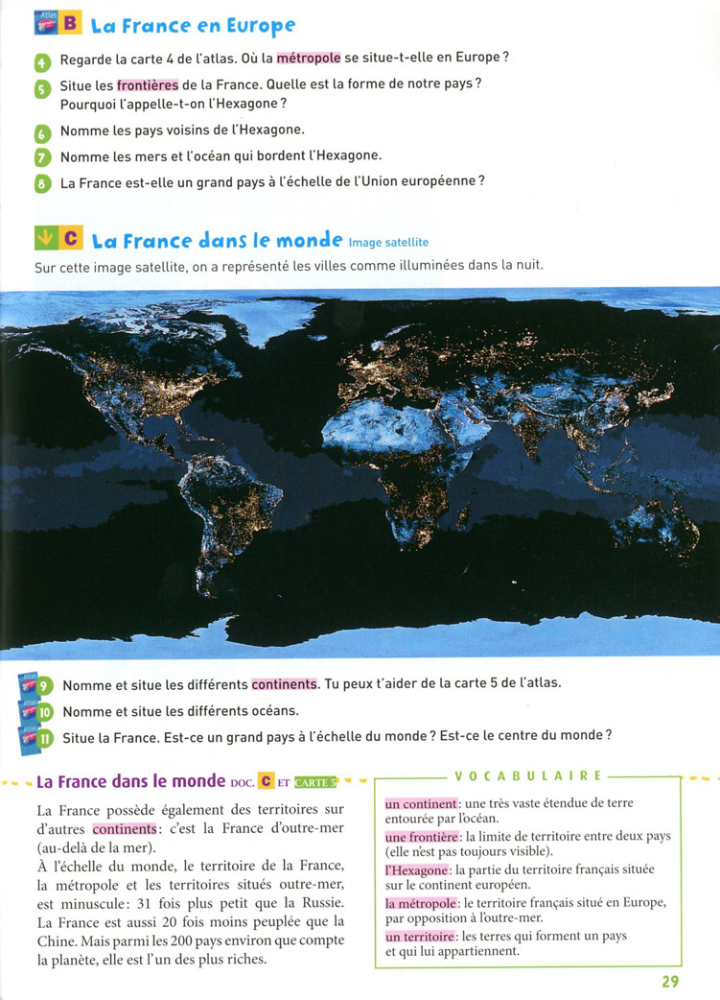 Atlas B La France en Europe
4 Regarde la carte 4 de l'atlas. Où la métropole se situe-t-elle en Europe ?
5 Situe les frontières de la France. Quelle est la forme de notre pays ?
Pourquoi l'appelle-t-on l'Hexagone ?
6 Nomme les pays voisins de l'Hexagone.
7 Nomme les mers et l'océan qui bordent l'Hexagone.
8 La France est-elle un grand pays à l'échelle de l'Union européenne ?
C La France dans le monde Image satellite
Sur cette image satellite, on a représenté les villes comme illuminées dans la nuit.
Atlas 9 Nomme et situe les différents continents. Tu peux t'aider de la carte 5 de l'atlas.
Atlas 10 Nomme et situe les différents océans.
Atlas 11 Situe la France. Est-ce un grand pays à l'échelle du monde ? Est-ce le centre du monde ?
La France dans le monde DOC. C ET CARTE 5
La France possède également des territoires sur
d'autres continents : c'est la France d'outre-mer
(au-delà de la mer).
À l'échelle du monde, le territoire de la France,
la métropole et les territoires situés outre-mer,
est minuscule : 31 fois plus petit que la Russie.
La France est aussi 20 fois moins peuplée que la
Chine. Mais parmi les 200 pays environ que compte
la planète, elle est l'un des plus riches.
VOCABULAIRE
un continent : une très vaste étendue de terre
entourée par l'océan.
une frontière : la limite de territoire entre deux pays
(elle n'est pas toujours visible).
l'Hexagone : la partie du territoire français située
sur le continent européen.
la métropole : le territoire français situé en Europe,
par opposition à l'outre-mer.
un territoire : les terres qui forment un pays
et qui lui appartiennent.
29